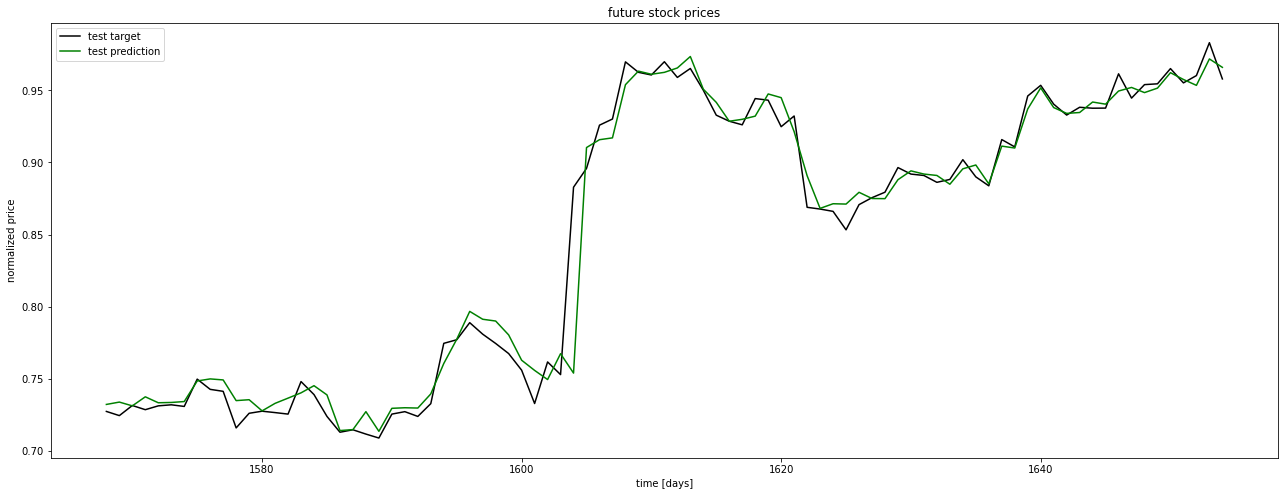 future stock prices
test target
test prediction
normalized price
0.95
0.90
0.85
0.80
0.75
0.70
1580
1600
1620
1640
time [days]